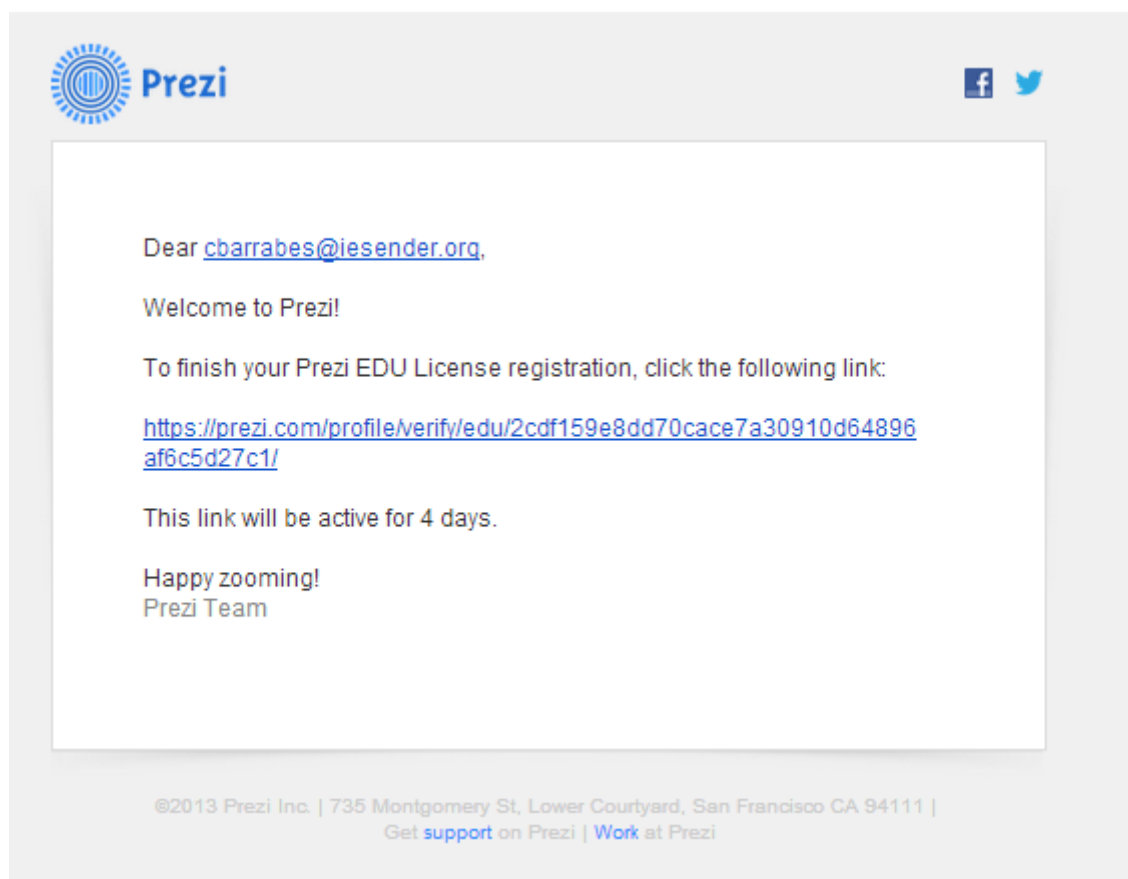 Prezi
Dear cbarrabes@iesender.org,
Welcome to Prezi!
To finish your Prezi EDU License registration, click the following link:
https://prezi.com/profile/verify/edu/2cdf159e8dd70cace7a30910d64896
af6c5d27c1/
This link will be active for 4 days.
Happy zooming!
Prezi Team
©2013 Prezi Inc. | 735 Montgomery St, Lower Courtyard, San Francisco CA 94111 |
Get support on Prezi | Work at Prezi